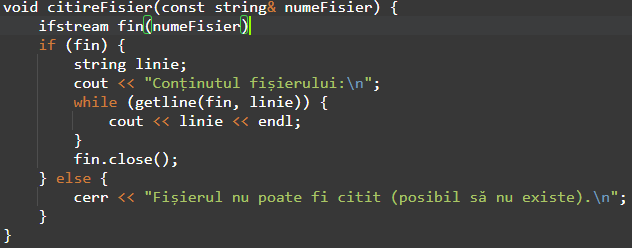 void citireFisier(const string& numeFisier) {
    ifstream fin(numeFisier)
    if (fin) {
        string linie;
        cout << "Conținutul fișierului:\n";
        while (getline(fin, linie)) {
            cout << linie << endl;
        }
        fin.close();
    } else {
        cerr << "Fișierul nu poate fi citit (posibil să nu existe).\n";
    }
}